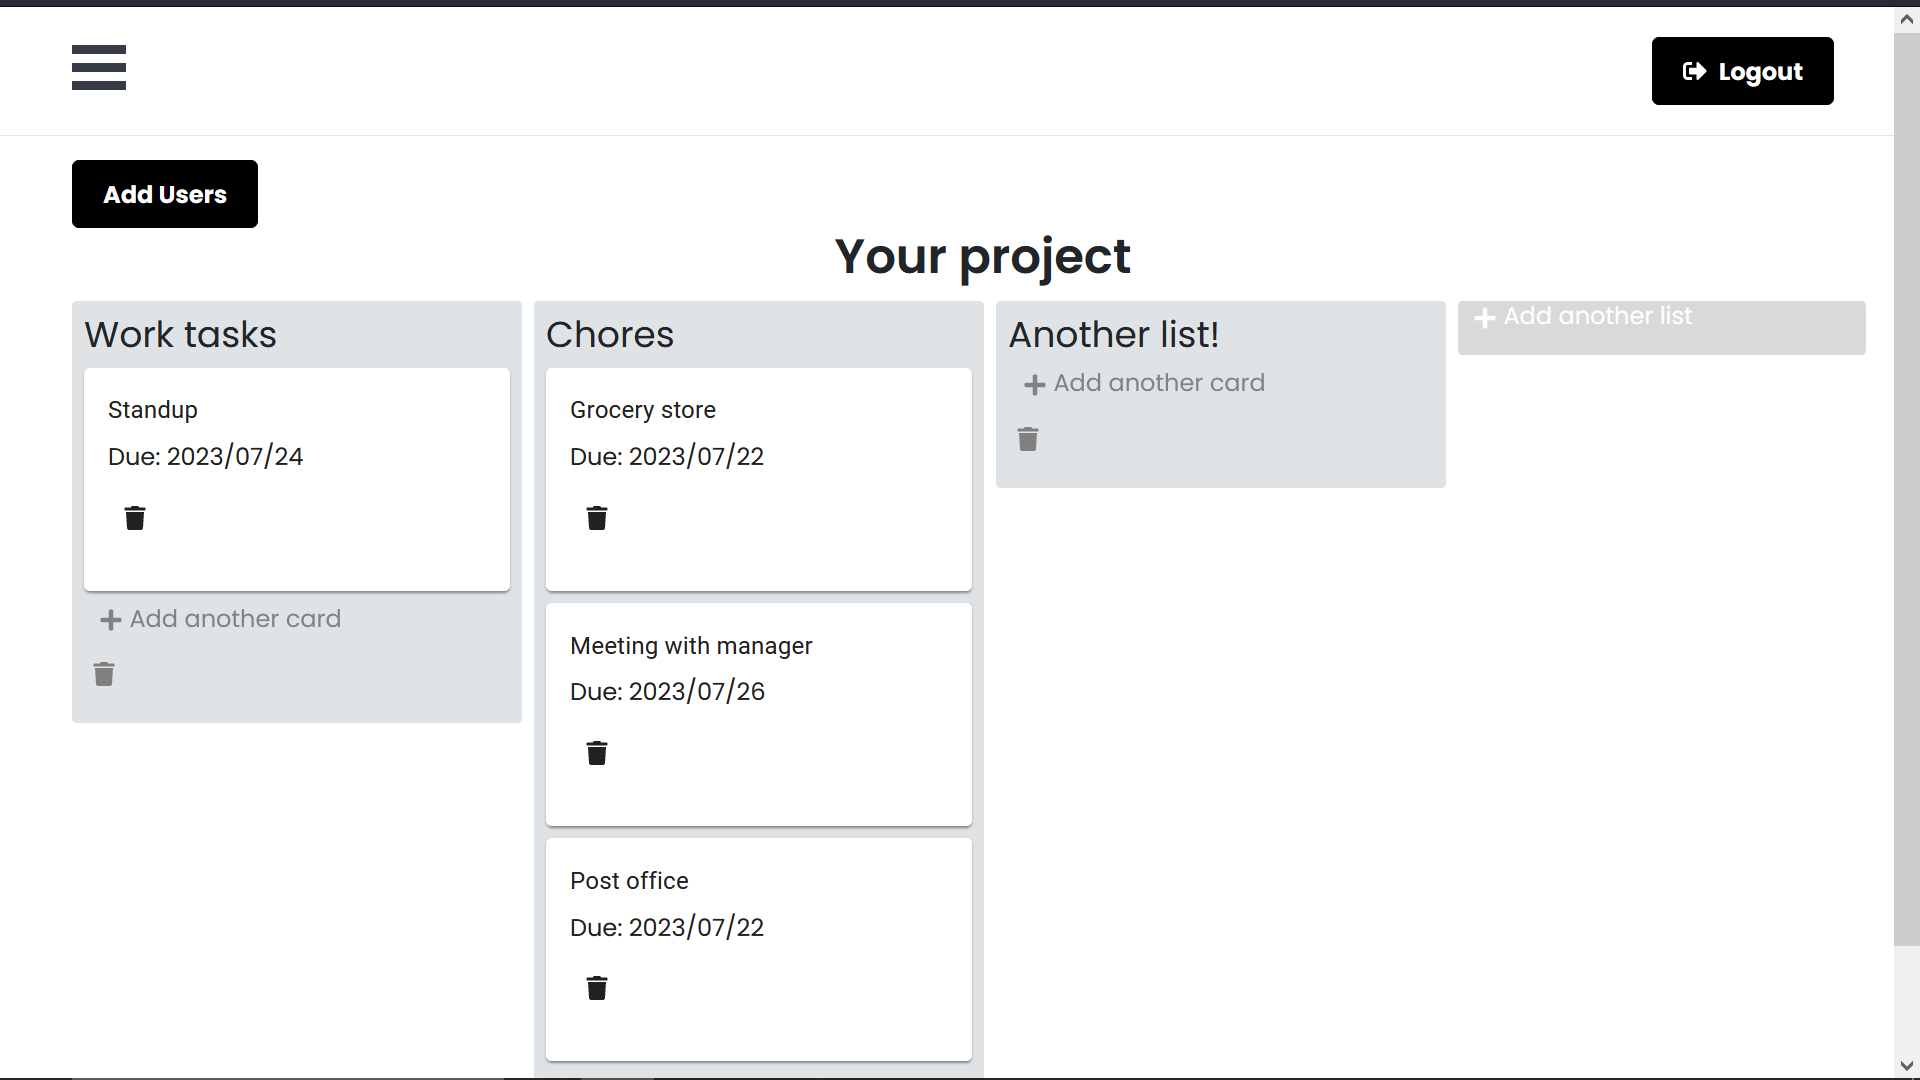 Logout
Add Users
Your project
Work tasks
Standup
Due: 2023/07/24
Add another card
Chores
Grocery store
Due: 2023/07/22
Meeting with manager
Due: 2023/07/26
Post office
Due: 2023/07/22
Another list!
Add another card
Add another list